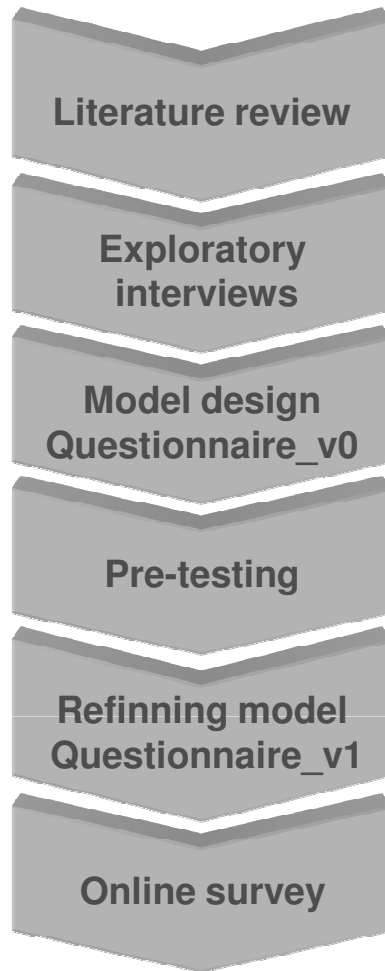 Literature review
Exploratory
interviews
Model design
Questionnaire_v0
Pre-testing
Refinning model
Questionnaire_v1
Online survey